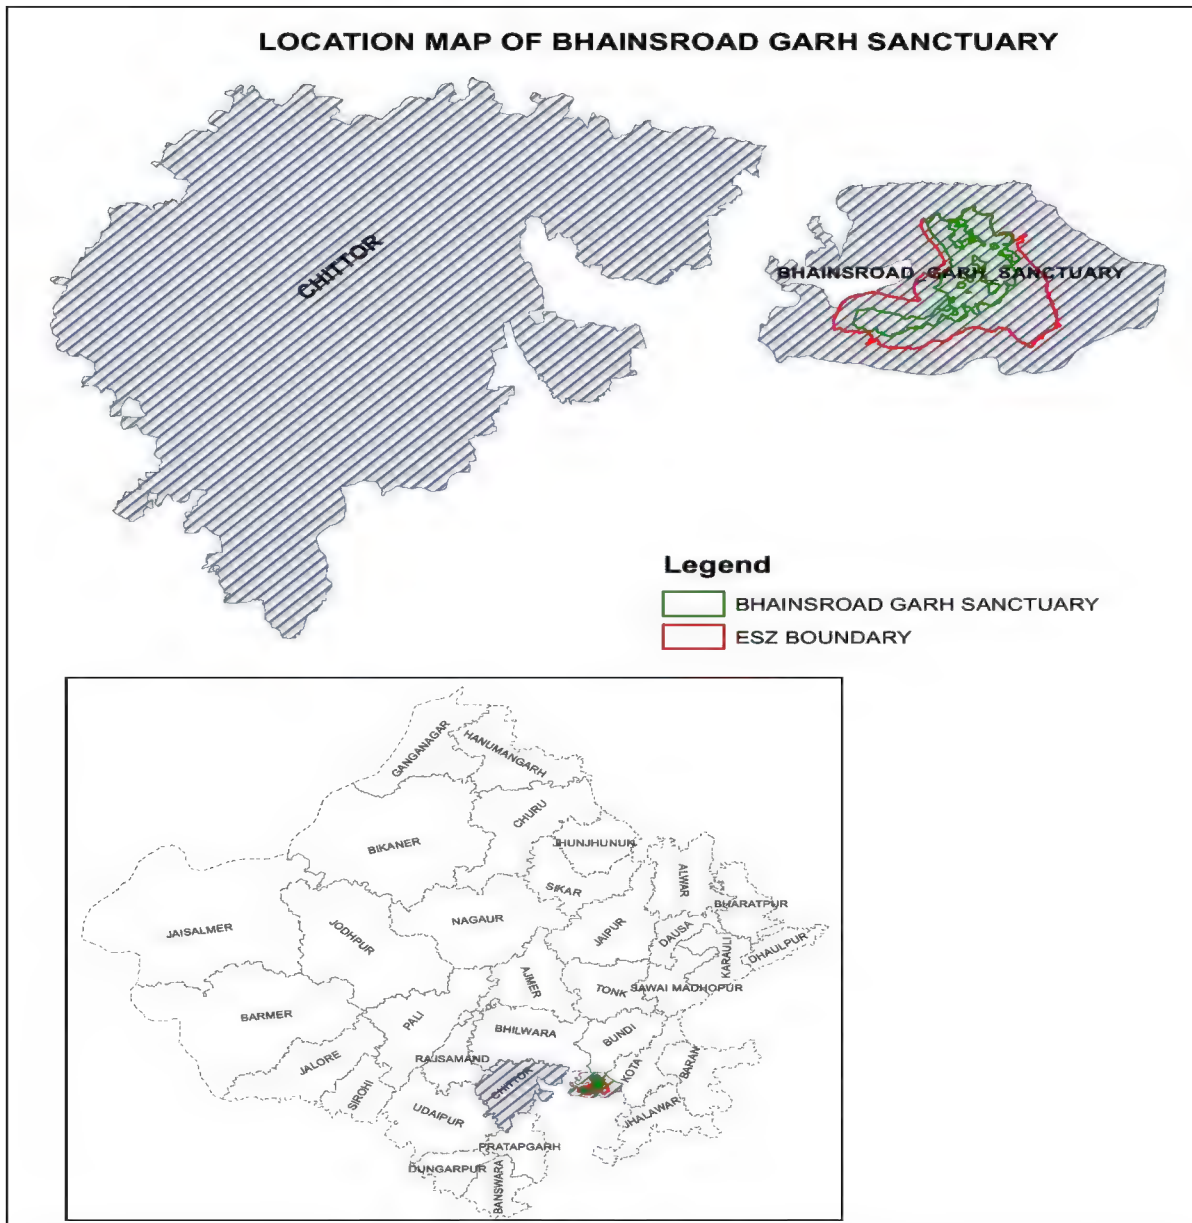 LOCATION MAP OF BHAINSROAD GARH SANCTUARY
CHITTOR
BHAINSROAD GARH SANCTUARY
Legend
BHAINSROAD GARH SANCTUARY
ESZ BOUNDARY
GANGANAGAR
HANUMANGARH
CHURU
BIKANER
JHUNJHUNUN
SIKAR
ALWAR
BHARATPUR
JAISALMER
JODHPUR
NAGAUR
JAIPUR
DAUSA
KARAULI
DHAULPUR
AJMER
TONK
SAWAI MADHOPUR
BARMER
PALI
BHILWARA
BUNDI
JALORE
RAJSAMAND
KOTA
BARAN
SIROHI
CHITTOR
UDAIPUR
JHALAWAR
PRATAPGARH
DUNGARPUR
BANSWARA